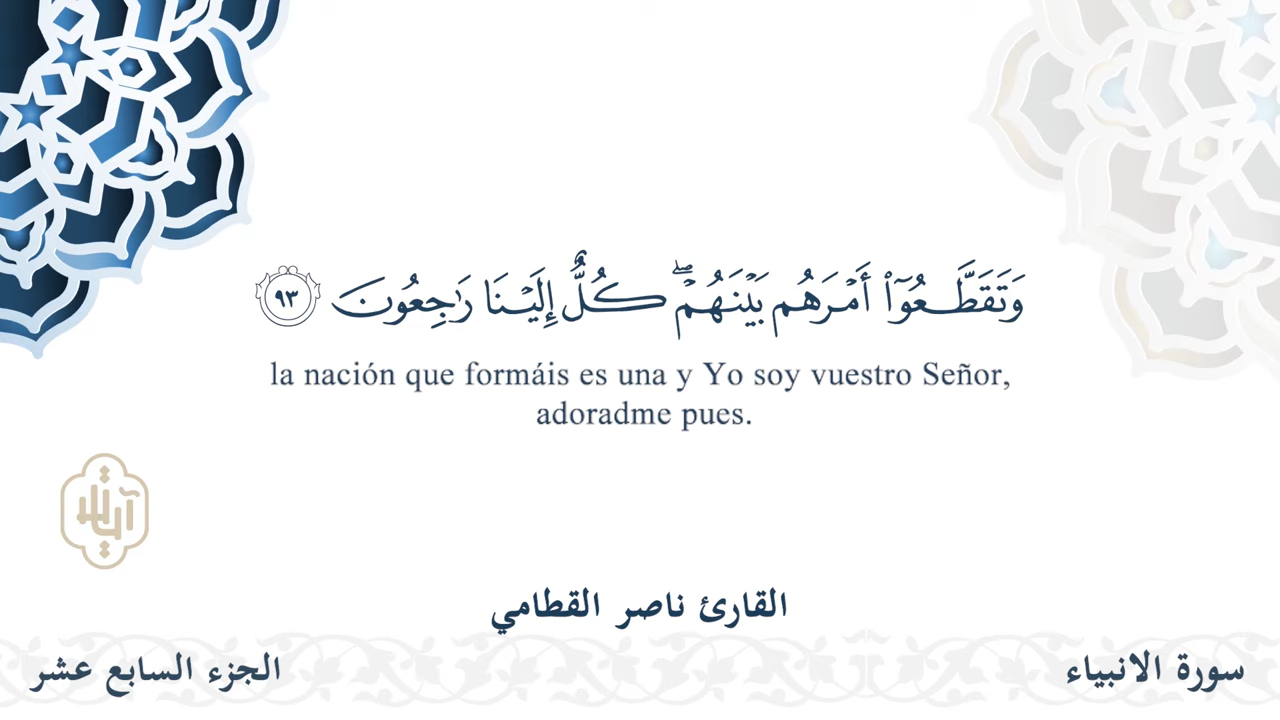 وَتَقَطَّعُوٓا۟ أَمْرَهُم بَيْنَهُمْ ۖ كُلٌّ إِلَيْنَا رَٰجِعُونَ ٩٣
la nación que formáis es una y Yo soy vuestro Señor,
adoradme pues.
القارئ ناصر القطامي
سورة الانبياء
الجزء السابع عشر